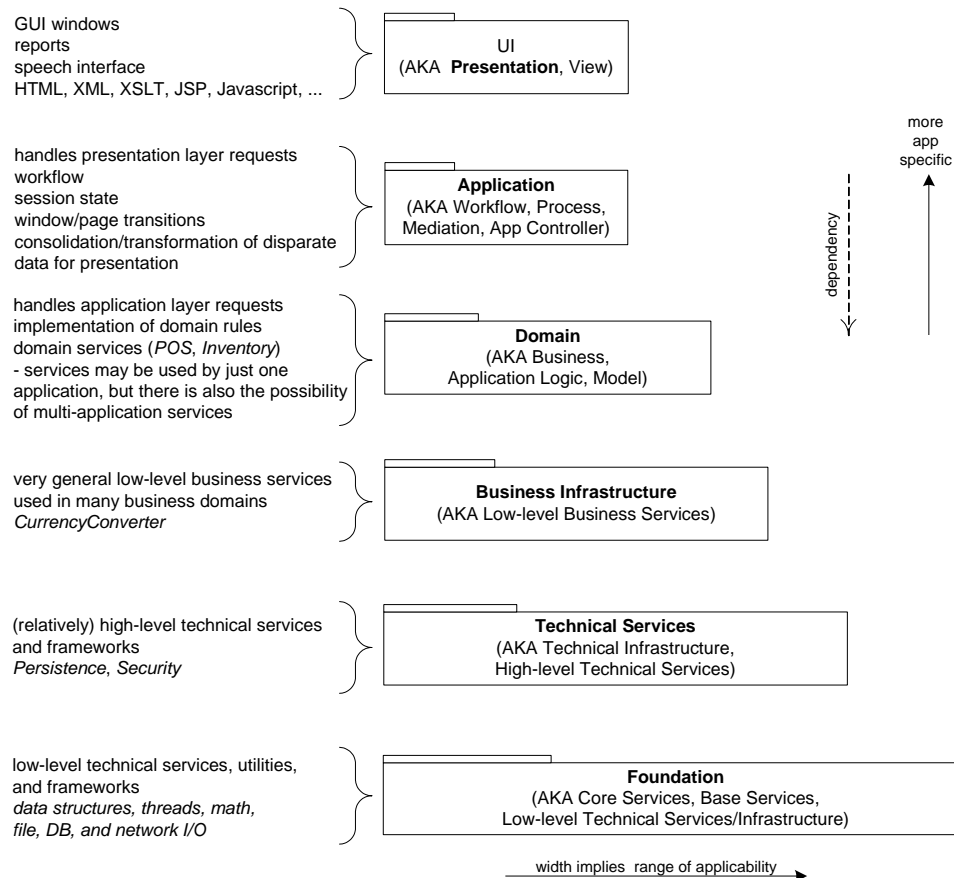 GUI windows
reports
speech interface
HTML, XML, XSLT, JSP, Javascript, ...
UI
(AKA Presentation, View)
handles presentation layer requests
workflow
session state
window/page transitions
consolidation/transformation of disparate
data for presentation
Application
(AKA Workflow, Process,
Mediation, App Controller)
dependency
more
app
specific
handles application layer requests
implementation of domain rules
domain services (POS, Inventory)
- services may be used by just one
application, but there is also the possibility
of multi-application services
Domain
(AKA Business,
Application Logic, Model)
very general low-level business services
used in many business domains
CurrencyConverter
Business Infrastructure
(AKA Low-level Business Services)
(relatively) high-level technical services
and frameworks
Persistence, Security
Technical Services
(AKA Technical Infrastructure,
High-level Technical Services)
low-level technical services, utilities,
and frameworks
data structures, threads, math,
file, DB, and network I/O
Foundation
(AKA Core Services, Base Services,
Low-level Technical Services/Infrastructure)
width implies range of applicability